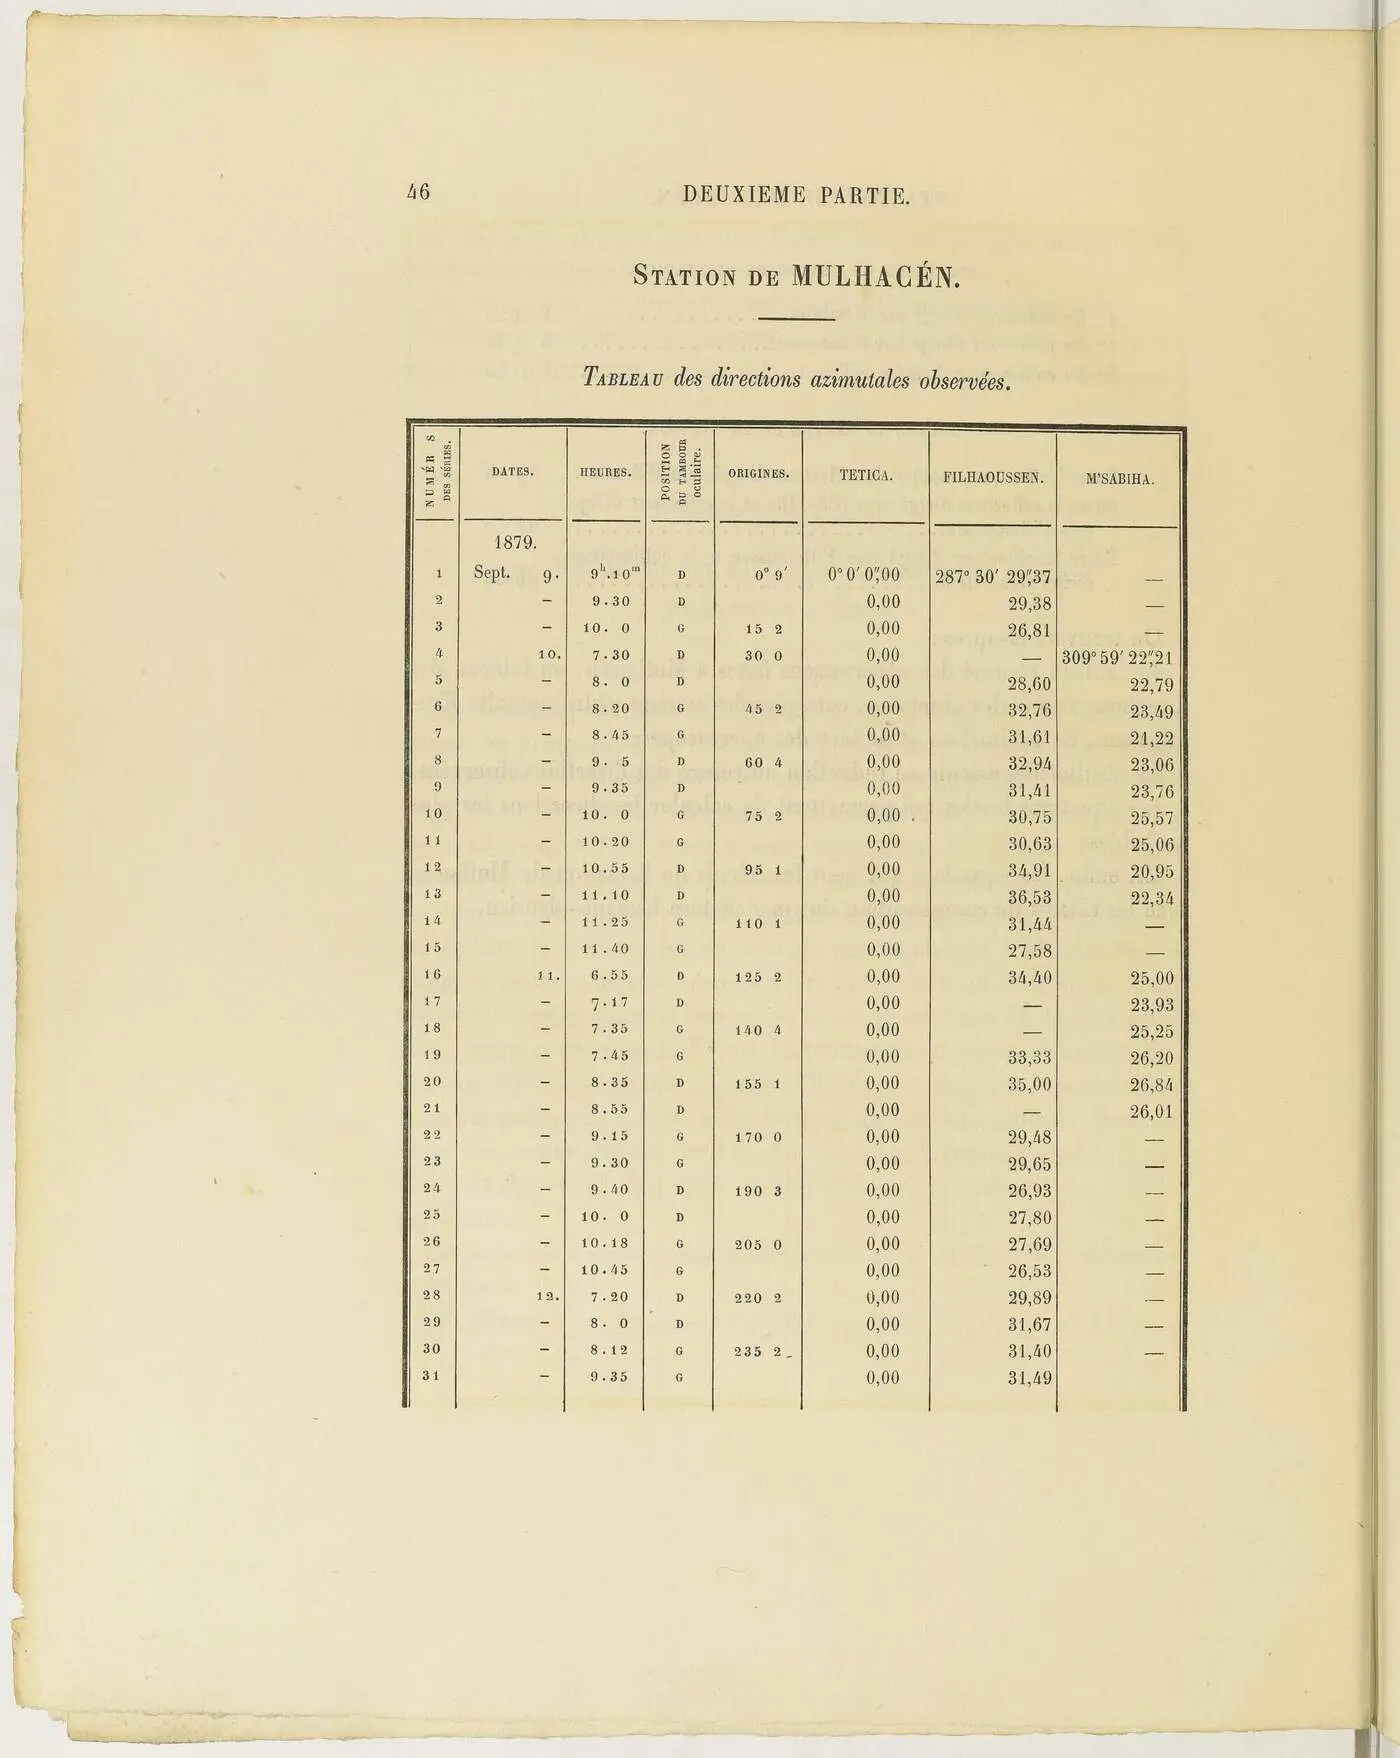 46
DEUXIEME PARTIE.
STATION DE MULHACÉN.
TABLEAU des directions azimutales observées.
NUMÉR S DES SÉRIES. DATES. HEURES. POSITION DU TAMBOUR oculaire. ORIGINES. TETICA. FILHAOUSSEN. M'SABIHA.
1879.
1 Sept. 9. 9h.10m D 0° 9′ 0° 0′ 0″,00 287° 30′ 29″,37 —
2 — 9.30 D 0,00 29,38 —
3 — 10. 0 G 15 2 0,00 26,81 —
4 10. 7.30 D 30 0 0,00 — 309° 59′ 22″,21
5 — 8. 0 D 0,00 28,60 22,79
6 — 8.20 G 45 2 0,00 32,76 23,49
7 — 8.45 G 0,00 31,61 21,22
8 — 9. 5 D 60 4 0,00 32,94 23,06
9 — 9.35 D 0,00 31,41 23,76
10 — 10. 0 G 75 2 0,00 30,75 25,57
11 — 10.20 G 0,00 30,63 25,06
12 — 10.55 D 95 1 0,00 34,91 20,95
13 — 11.10 D 0,00 36,53 22,34
14 — 11.25 G 110 1 0,00 31,44 —
15 — 11.40 G 0,00 27,58 —
16 11. 6.55 D 125 2 0,00 34,40 25,00
17 — 7.17 D 0,00 — 23,93
18 — 7.35 G 140 4 0,00 — 25,25
19 — 7.45 G 0,00 33,33 26,20
20 — 8.35 D 155 1 0,00 35,00 26,84
21 — 8.55 D 0,00 — 26,01
22 — 9.15 G 170 0 0,00 29,48 —
23 — 9.30 G 0,00 29,65 —
24 — 9.40 D 190 3 0,00 26,93 —
25 — 10. 0 D 0,00 27,80 —
26 — 10.18 G 205 0 0,00 27,69 —
27 — 10.45 G 0,00 26,53 —
28 12. 7.20 D 220 2 0,00 29,89 —
29 — 8. 0 D 0,00 31,67 —
30 — 8.12 G 235 2 0,00 31,40 —
31 — 9.35 G 0,00 31,49